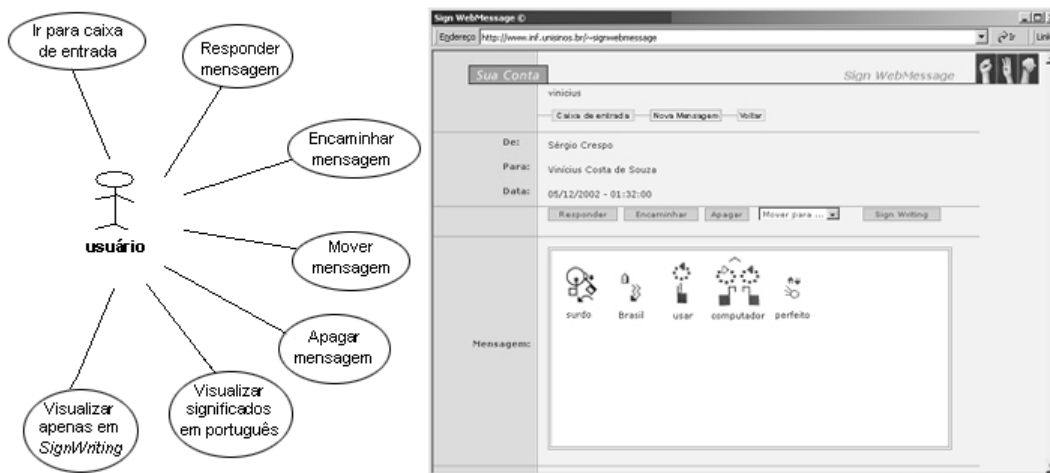 Ir para caixa
de entrada
Responder
mensagem
Encaminhar
mensagem
usuário
Mover
mensagem
Apagar
mensagem
Visualizar
significados
em português
Visualizar
apenas em
SignWriting
Sign WebMessage ©
Endereço http://www.inf.unisinos.br/~signwebmessage Ir Link
Sua Conta Sign WebMessage
vinicius
Caixa de entrada Nova Mensagem Voltar
De: Sérgio Crespo
Para: Vinícius Costa de Souza
Data: 05/12/2002 - 01:32:00
Responder Encaminhar Apagar Mover para ... Sign Writing
surdo Brasil usar computador perfeito
Mensagem: